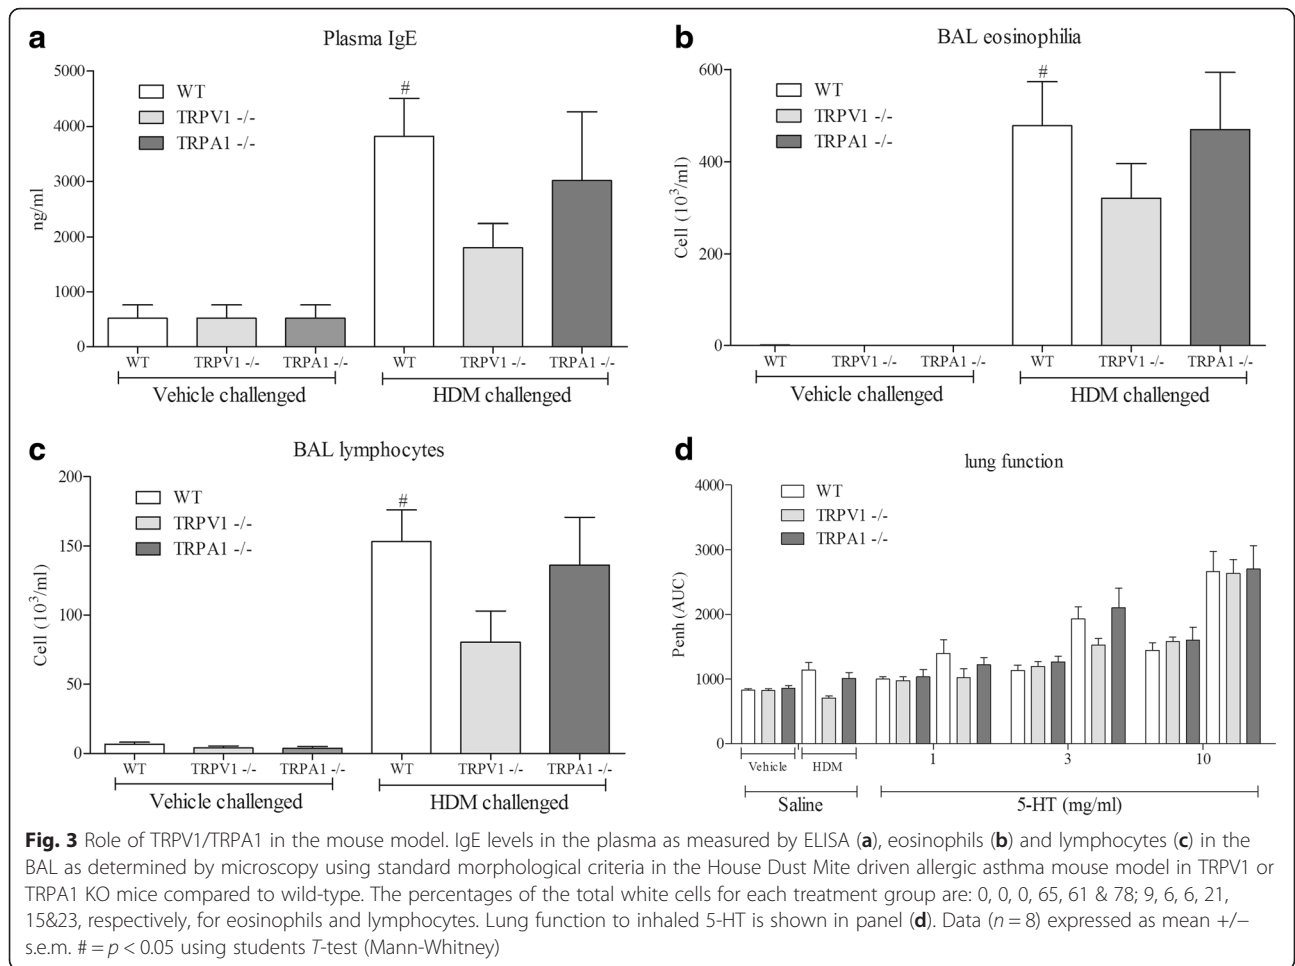 a
Plasma IgE
5000
4000
3000
2000
1000
0
ng/ml
WT
TRPV1 -/-
TRPA1 -/-
#
WT TRPV1 -/- TRPA1 -/- WT TRPV1 -/- TRPA1 -/-
Vehicle challenged HDM challenged
b
BAL eosinophilia
600
400
200
0
Cell (10³/ml)
WT
TRPV1 -/-
TRPA1 -/-
#
WT TRPV1 -/- TRPA1 -/- WT TRPV1 -/- TRPA1 -/-
Vehicle challenged HDM challenged
c
BAL lymphocytes
200
150
100
50
0
Cell (10³/ml)
WT
TRPV1 -/-
TRPA1 -/-
#
WT TRPV1 -/- TRPA1 -/- WT TRPV1 -/- TRPA1 -/-
Vehicle challenged HDM challenged
d
lung function
4000
3000
2000
1000
0
Penh (AUC)
WT
TRPV1 -/-
TRPA1 -/-
Vehicle HDM 1 3 10
Saline 5-HT (mg/ml)
Fig. 3 Role of TRPV1/TRPA1 in the mouse model. IgE levels in the plasma as measured by ELISA (a), eosinophils (b) and lymphocytes (c) in the
BAL as determined by microscopy using standard morphological criteria in the House Dust Mite driven allergic asthma mouse model in TRPV1 or
TRPA1 KO mice compared to wild-type. The percentages of the total white cells for each treatment group are: 0, 0, 0, 65, 61 & 78; 9, 6, 6, 21,
15&23, respectively, for eosinophils and lymphocytes. Lung function to inhaled 5-HT is shown in panel (d). Data (n = 8) expressed as mean +/−
s.e.m. # = p < 0.05 using students T-test (Mann-Whitney)